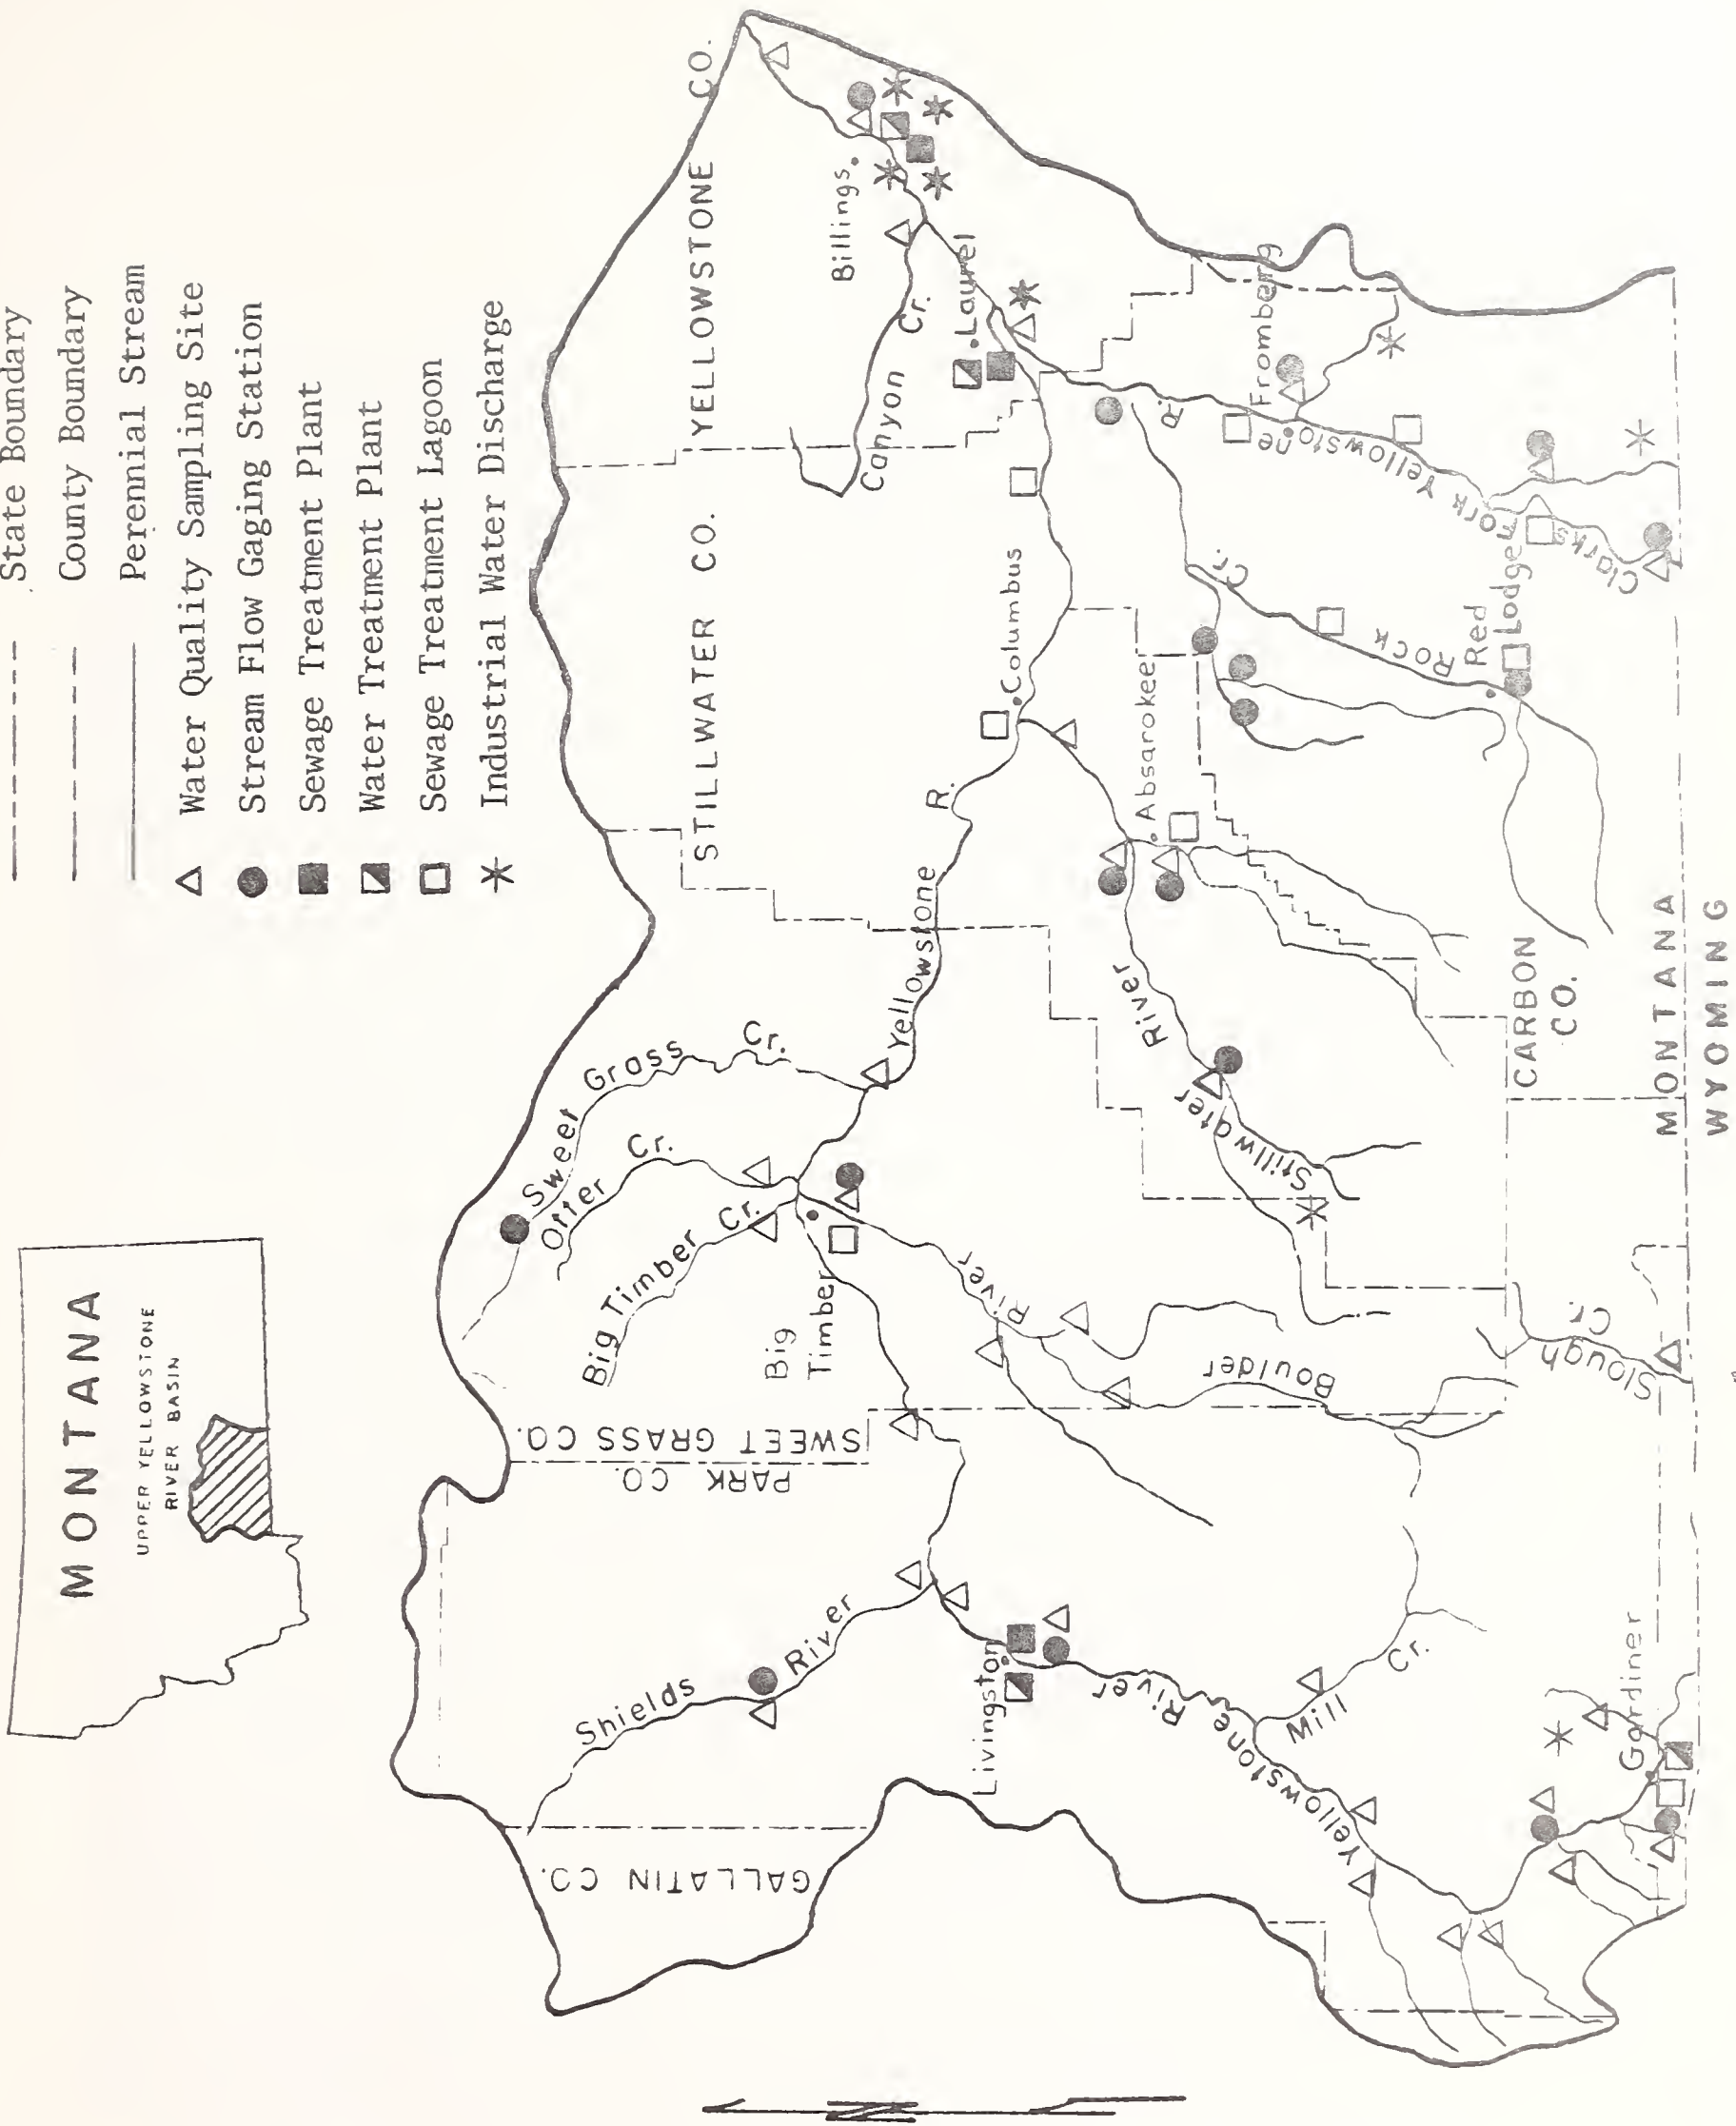 State Boundary
County Boundary
Perennial Stream
Water Quality Sampling Site
Stream Flow Gaging Station
Sewage Treatment Plant
Water Treatment Plant
Sewage Treatment Lagoon
Industrial Water Discharge
MONTANA
UPPER YELLOWSTONE
RIVER BASIN
GALLATIN CO.
PARK CO.
SWEET GRASS CO.
STILLWATER CO.
YELLOWSTONE CO.
CARBON
CO.
MONTANA
WYOMING
Shields River
Big Timber Cr.
Otter Cr.
Sweet Grass Cr.
Yellowstone R.
Canyon Cr.
Billings
Laurel
Columbus
Big
Timber
Livingston
Absarokee
Fromberg
Red
Lodge
Gardiner
Yellowstone River
Mill Cr.
Boulder River
Stillwater River
Slough Cr.
Rock Cr.
Clarks Fork Yellowstone R.
N